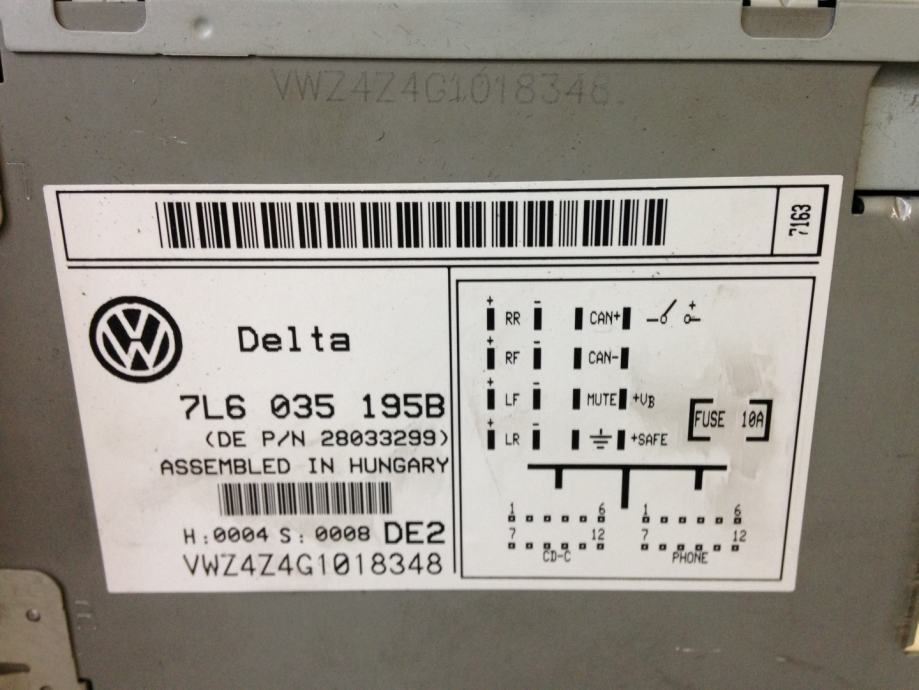 VWZ4Z4G1018348.
7163
Delta
7L6 035 195B
(DE P/N 28033299)
ASSEMBLED IN HUNGARY
H:0004 S:0008 DE2
VWZ4Z4G1018348
+ RR - CAN+ +
+ RF - CAN-
+ LF - MUTE +VB
+ LR - +SAFE
FUSE 10A
1 6 1 6
7 12 7 12
CD-C PHONE